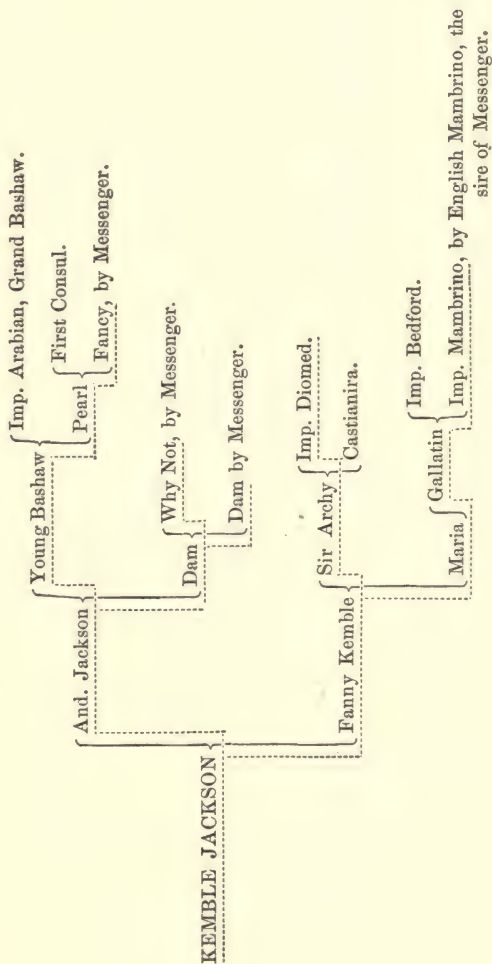 KEMBLE JACKSON
And. Jackson
Young Bashaw
Imp. Arabian, Grand Bashaw.
Pearl
First Consul.
Fancy, by Messenger.
Dam
Why Not, by Messenger.
Dam by Messenger.
Fanny Kemble
Sir Archy
Imp. Diomed.
Castianira.
Maria
Gallatin
Imp. Bedford.
Imp. Mambrino, by English Mambrino, the
sire of Messenger.